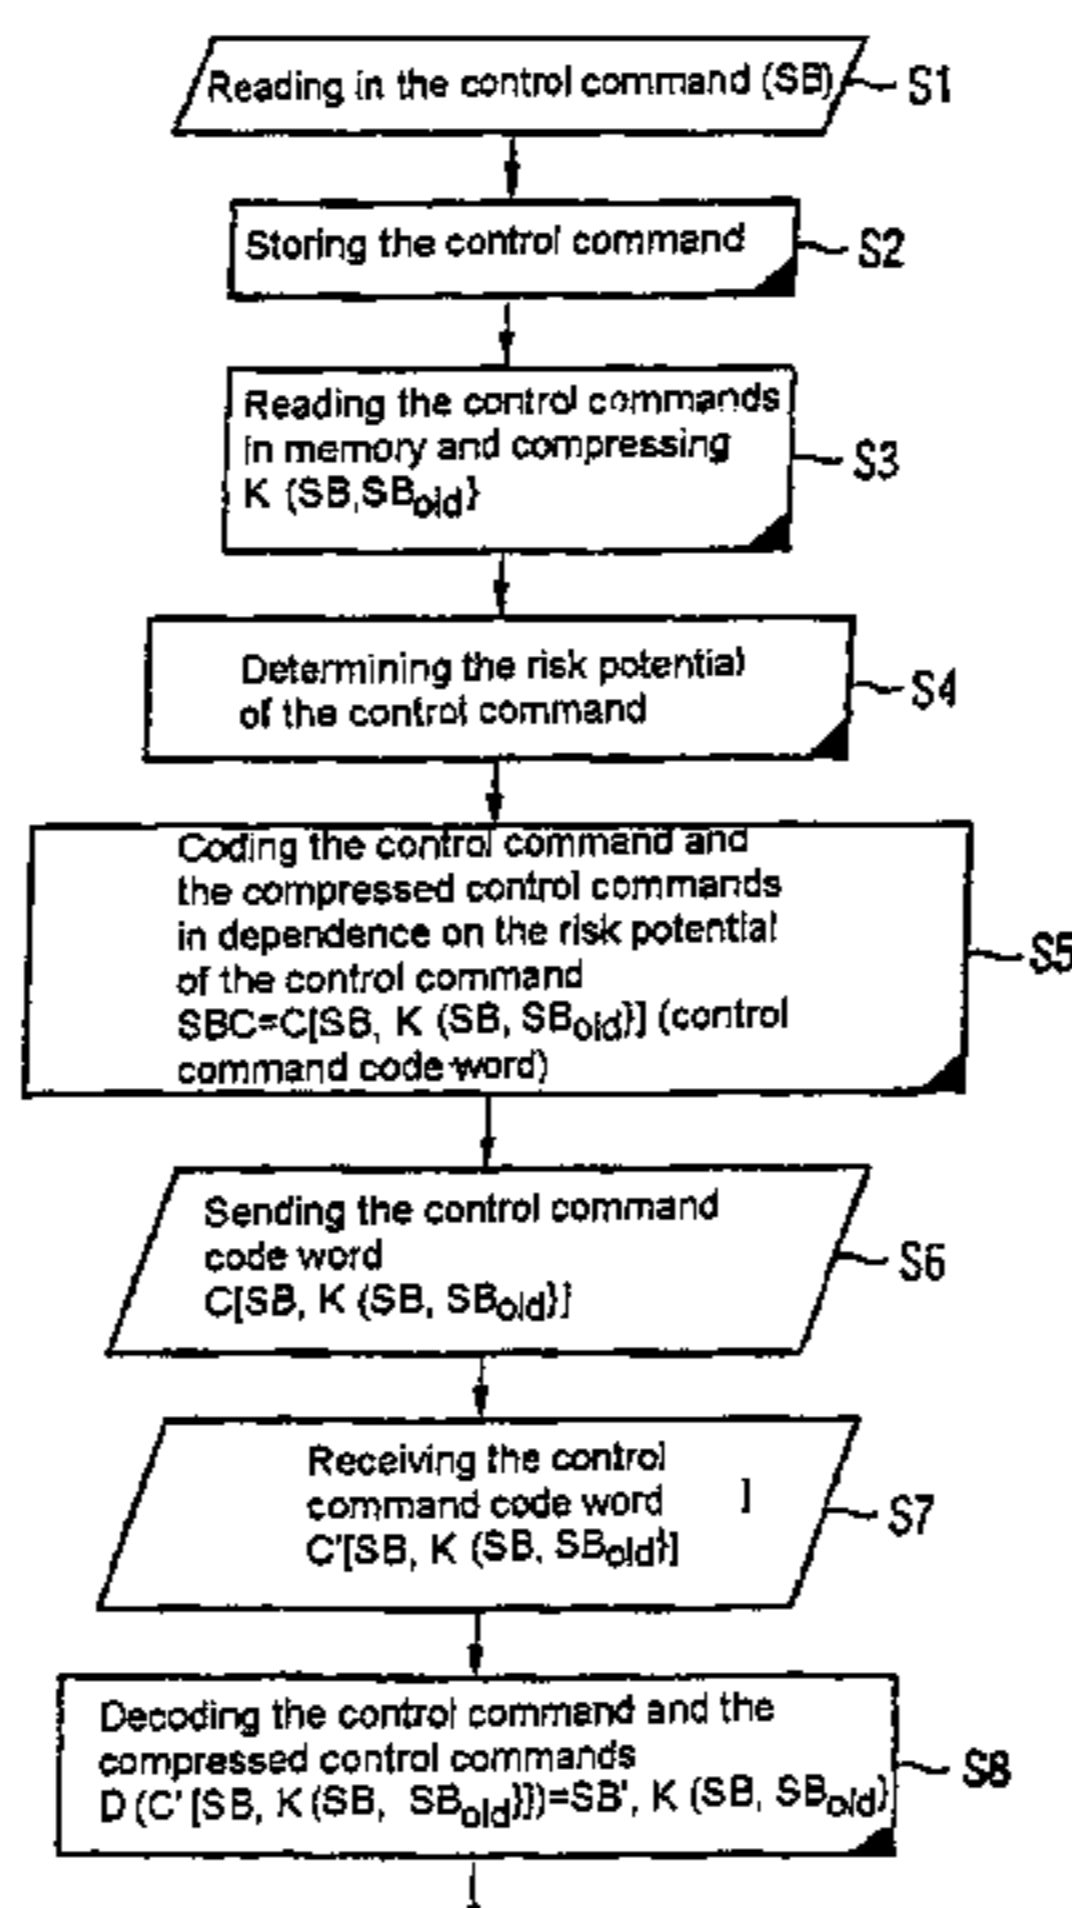 Reading in the control command (SB)
S1
Storing the control command
S2
Reading the control commands
in memory and compressing
K {SB,SBold}
S3
Determining the risk potential
of the control command
S4
Coding the control command and
the compressed control commands
in dependence on the risk potential
of the control command
SBC=C[SB, K {SB, SBold}] (control
command code word)
S5
Sending the control command
code word
C[SB, K {SB, SBold}]
S6
Receiving the control
command code word ]
C'[SB, K {SB, SBold}]
S7
Decoding the control command and the
compressed control commands
D (C' [SB, K {SB, SBold}])=SB', K {SB, SBold}
S8